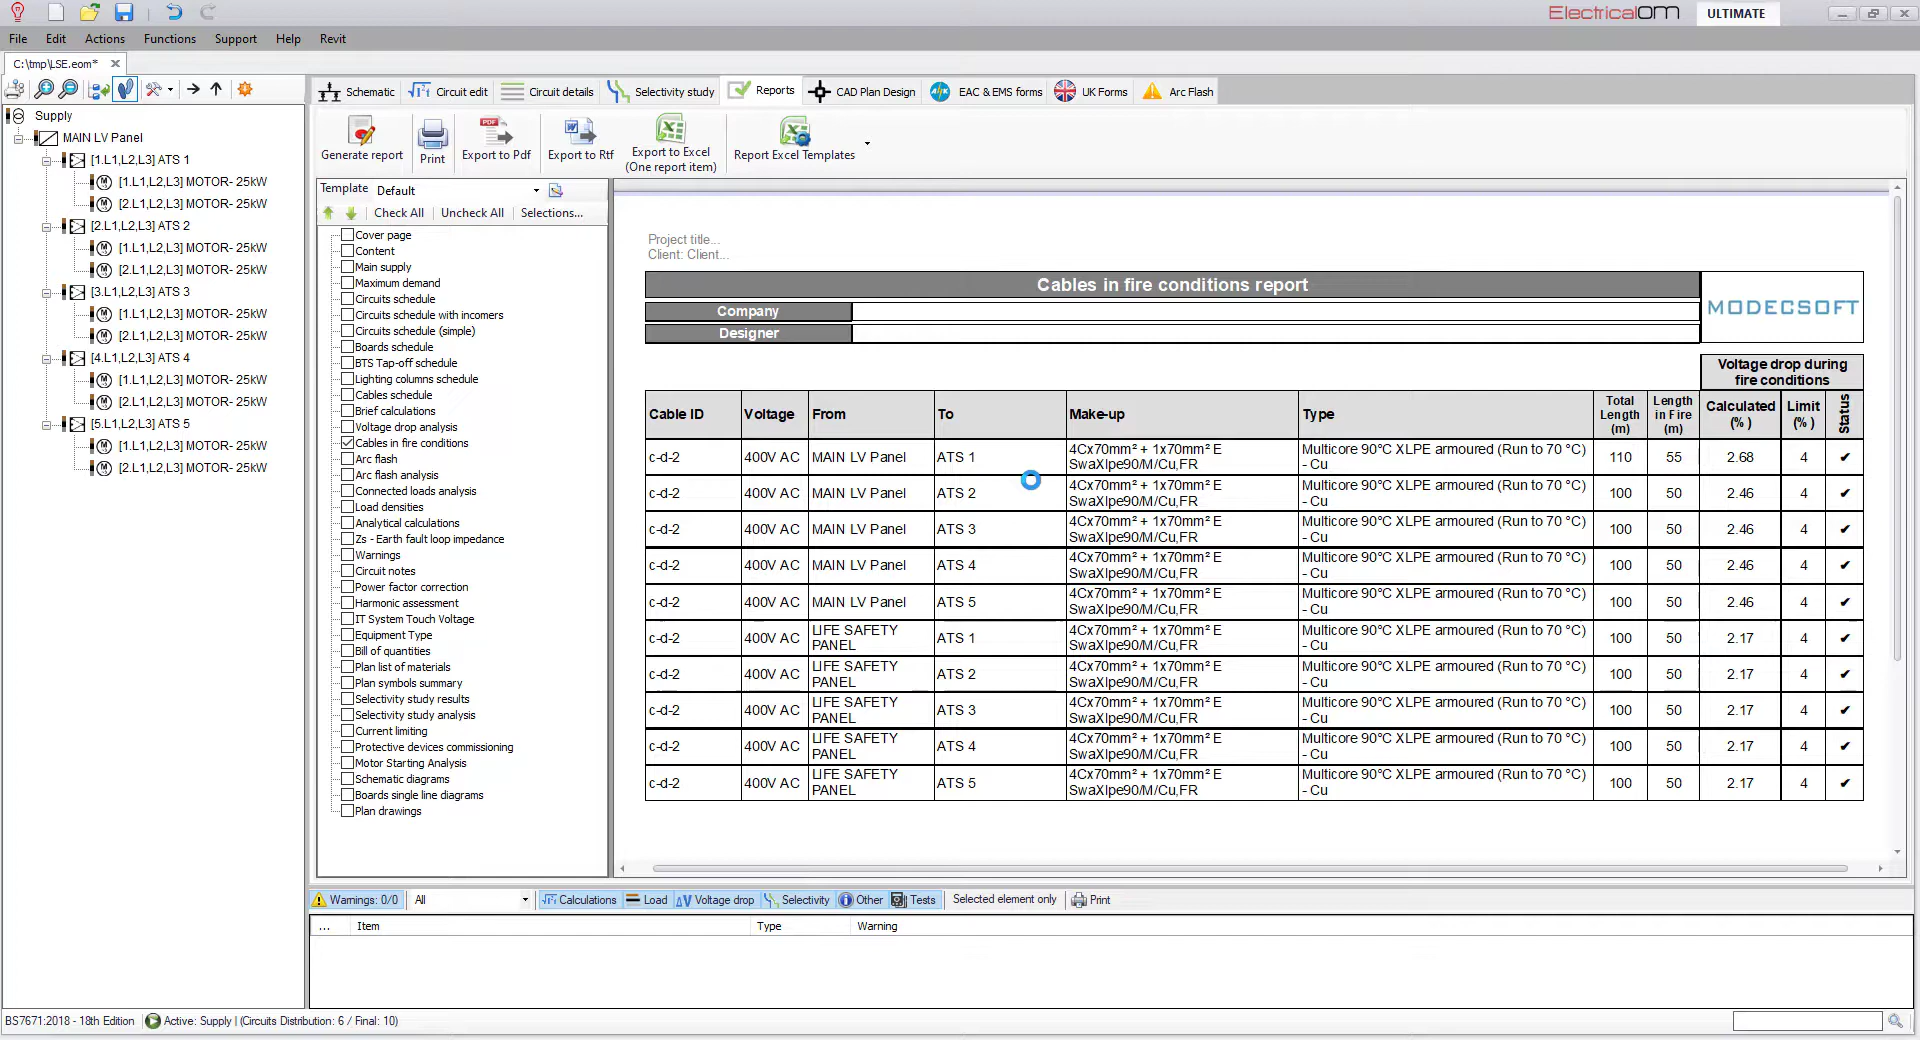 ElectricalOM ULTIMATE
File Edit Actions Functions Support Help Revit
C:\tmp\LSE.eom*
Schematic Circuit edit Circuit details Selectivity study Reports CAD Plan Design EAC & EMS forms UK Forms Arc Flash
Generate report Print Export to Pdf Export to Rtf Export to Excel (One report item) Report Excel Templates
Supply
MAIN LV Panel
[1.L1,L2,L3] ATS 1
[1.L1,L2,L3] MOTOR- 25kW
[2.L1,L2,L3] MOTOR- 25kW
[2.L1,L2,L3] ATS 2
[1.L1,L2,L3] MOTOR- 25kW
[2.L1,L2,L3] MOTOR- 25kW
[3.L1,L2,L3] ATS 3
[1.L1,L2,L3] MOTOR- 25kW
[2.L1,L2,L3] MOTOR- 25kW
[4.L1,L2,L3] ATS 4
[1.L1,L2,L3] MOTOR- 25kW
[2.L1,L2,L3] MOTOR- 25kW
[5.L1,L2,L3] ATS 5
[1.L1,L2,L3] MOTOR- 25kW
[2.L1,L2,L3] MOTOR- 25kW
Template Default
Check All Uncheck All Selections...
Cover page
Content
Main supply
Maximum demand
Circuits schedule
Circuits schedule with incomers
Circuits schedule (simple)
Boards schedule
BTS Tap-off schedule
Lighting columns schedule
Cables schedule
Brief calculations
Voltage drop analysis
Cables in fire conditions
Arc flash
Arc flash analysis
Connected loads analysis
Load densities
Analytical calculations
Zs - Earth fault loop impedance
Warnings
Circuit notes
Power factor correction
Harmonic assessment
IT System Touch Voltage
Equipment Type
Bill of quantities
Plan list of materials
Plan symbols summary
Selectivity study results
Selectivity study analysis
Current limiting
Protective devices commissioning
Motor Starting Analysis
Schematic diagrams
Boards single line diagrams
Plan drawings
Project title...
Client: Client...
Cables in fire conditions report
MODECSOFT
Company
Designer
Voltage drop during fire conditions
Cable ID Voltage From To Make-up Type Total Length (m) Length in Fire (m) Calculated (% ) Limit (% ) Status
c-d-2 400V AC MAIN LV Panel ATS 1 4Cx70mm² + 1x70mm² E SwaXlpe90/M/Cu,FR Multicore 90°C XLPE armoured (Run to 70 °C) - Cu 110 55 2.68 4 ✔
c-d-2 400V AC MAIN LV Panel ATS 2 4Cx70mm² + 1x70mm² E SwaXlpe90/M/Cu,FR Multicore 90°C XLPE armoured (Run to 70 °C) - Cu 100 50 2.46 4 ✔
c-d-2 400V AC MAIN LV Panel ATS 3 4Cx70mm² + 1x70mm² E SwaXlpe90/M/Cu,FR Multicore 90°C XLPE armoured (Run to 70 °C) - Cu 100 50 2.46 4 ✔
c-d-2 400V AC MAIN LV Panel ATS 4 4Cx70mm² + 1x70mm² E SwaXlpe90/M/Cu,FR Multicore 90°C XLPE armoured (Run to 70 °C) - Cu 100 50 2.46 4 ✔
c-d-2 400V AC MAIN LV Panel ATS 5 4Cx70mm² + 1x70mm² E SwaXlpe90/M/Cu,FR Multicore 90°C XLPE armoured (Run to 70 °C) - Cu 100 50 2.46 4 ✔
c-d-2 400V AC LIFE SAFETY PANEL ATS 1 4Cx70mm² + 1x70mm² E SwaXlpe90/M/Cu,FR Multicore 90°C XLPE armoured (Run to 70 °C) - Cu 100 50 2.17 4 ✔
c-d-2 400V AC LIFE SAFETY PANEL ATS 2 4Cx70mm² + 1x70mm² E SwaXlpe90/M/Cu,FR Multicore 90°C XLPE armoured (Run to 70 °C) - Cu 100 50 2.17 4 ✔
c-d-2 400V AC LIFE SAFETY PANEL ATS 3 4Cx70mm² + 1x70mm² E SwaXlpe90/M/Cu,FR Multicore 90°C XLPE armoured (Run to 70 °C) - Cu 100 50 2.17 4 ✔
c-d-2 400V AC LIFE SAFETY PANEL ATS 4 4Cx70mm² + 1x70mm² E SwaXlpe90/M/Cu,FR Multicore 90°C XLPE armoured (Run to 70 °C) - Cu 100 50 2.17 4 ✔
c-d-2 400V AC LIFE SAFETY PANEL ATS 5 4Cx70mm² + 1x70mm² E SwaXlpe90/M/Cu,FR Multicore 90°C XLPE armoured (Run to 70 °C) - Cu 100 50 2.17 4 ✔
Warnings: 0/0 All Calculations Load Voltage drop Selectivity Other Tests Selected element only Print
... Item Type Warning
BS7671:2018 - 18th Edition Active: Supply | (Circuits Distribution: 6 / Final: 10)